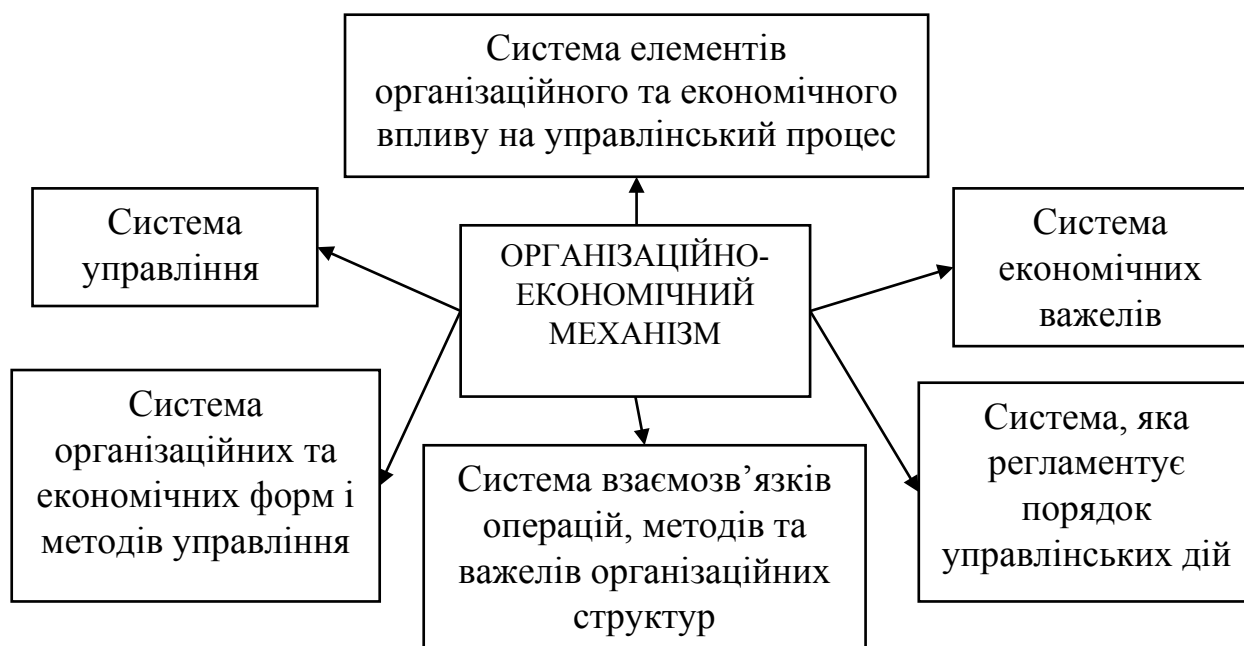 Система елементів
організаційного та економічного
впливу на управлінський процес
Система
управління
ОРГАНІЗАЦІЙНО-
ЕКОНОМІЧНИЙ
МЕХАНІЗМ
Система
економічних
важелів
Система
організаційних та
економічних форм і
методів управління
Система взаємозв’язків
операцій, методів та
важелів організаційних
структур
Система, яка
регламентує
порядок
управлінських дій